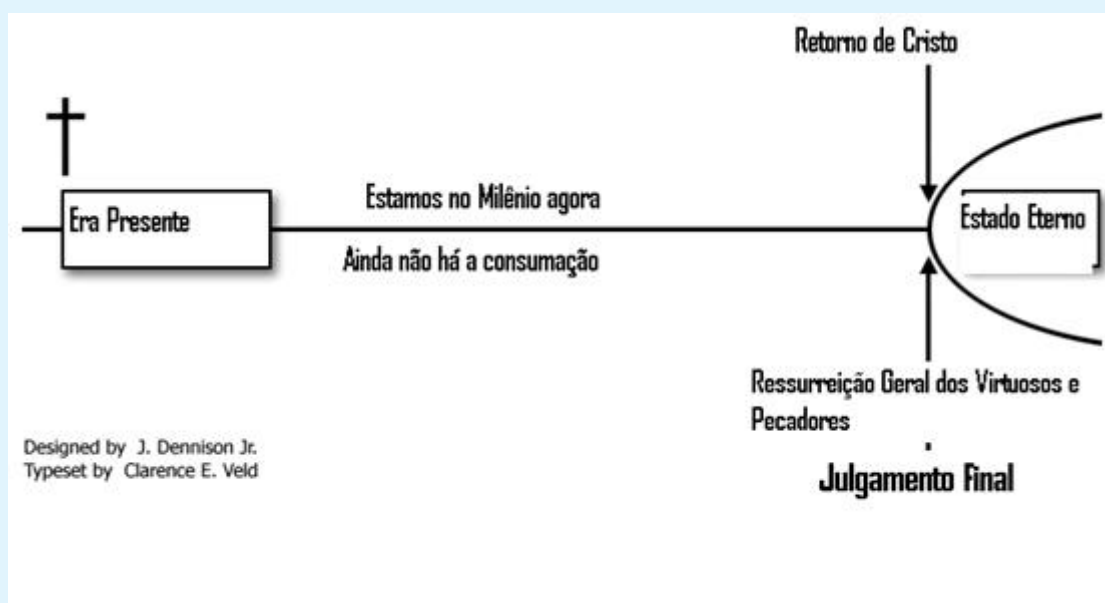 Retorno de Cristo
Era Presente
Estamos no Milênio agora
Ainda não há a consumação
Estado Eterno
Ressurreição Geral dos Virtuosos e
Pecadores
Julgamento Final
Designed by J. Dennison Jr.
Typeset by Clarence E. Veld